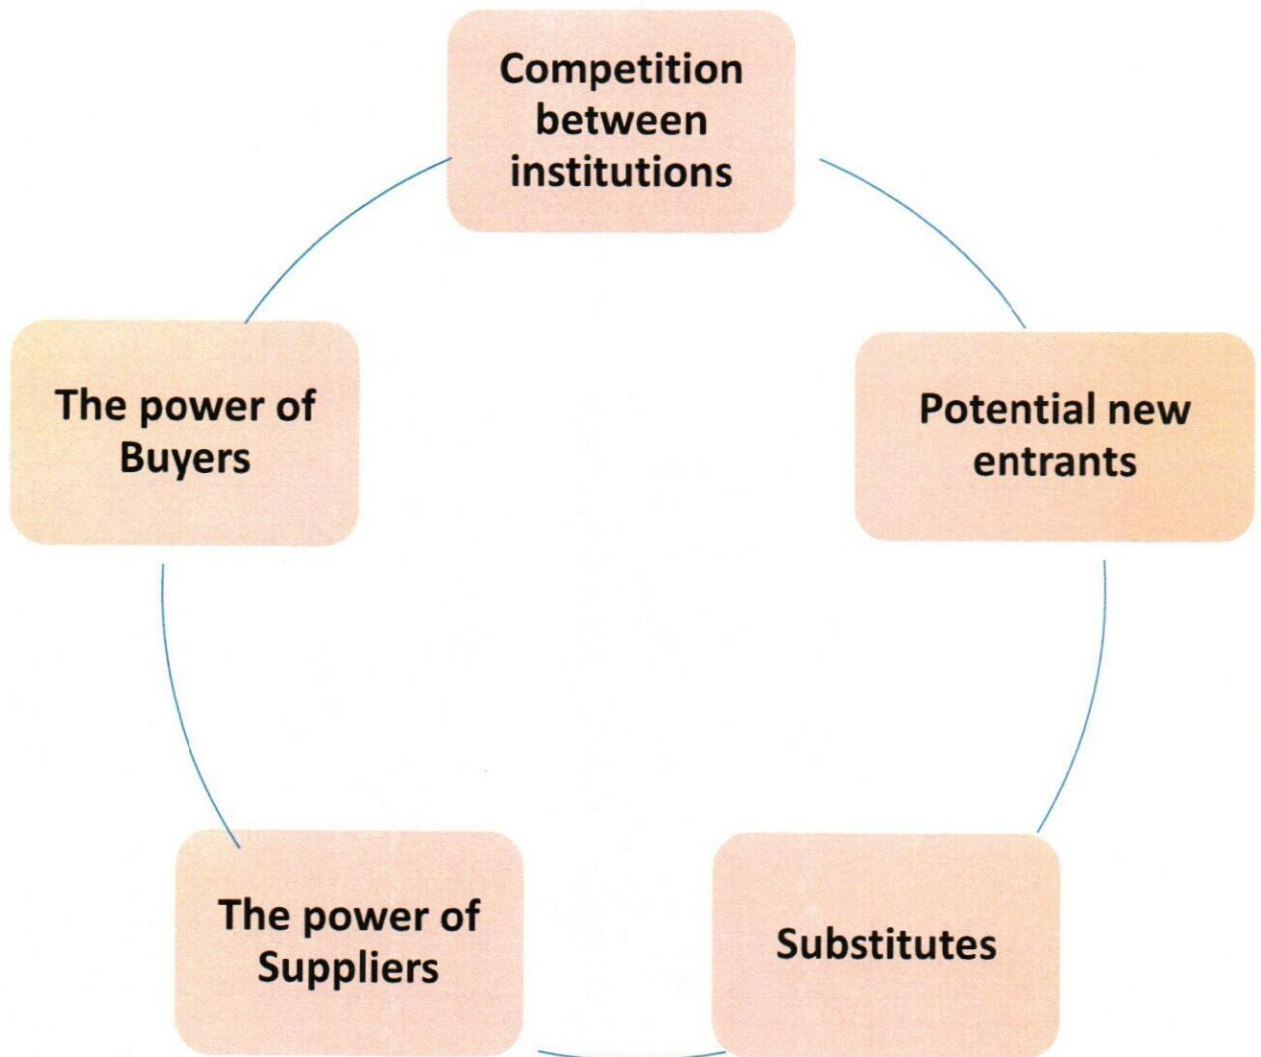 Competition
between
institutions
Potential new
entrants
Substitutes
The power of
Suppliers
The power of
Buyers